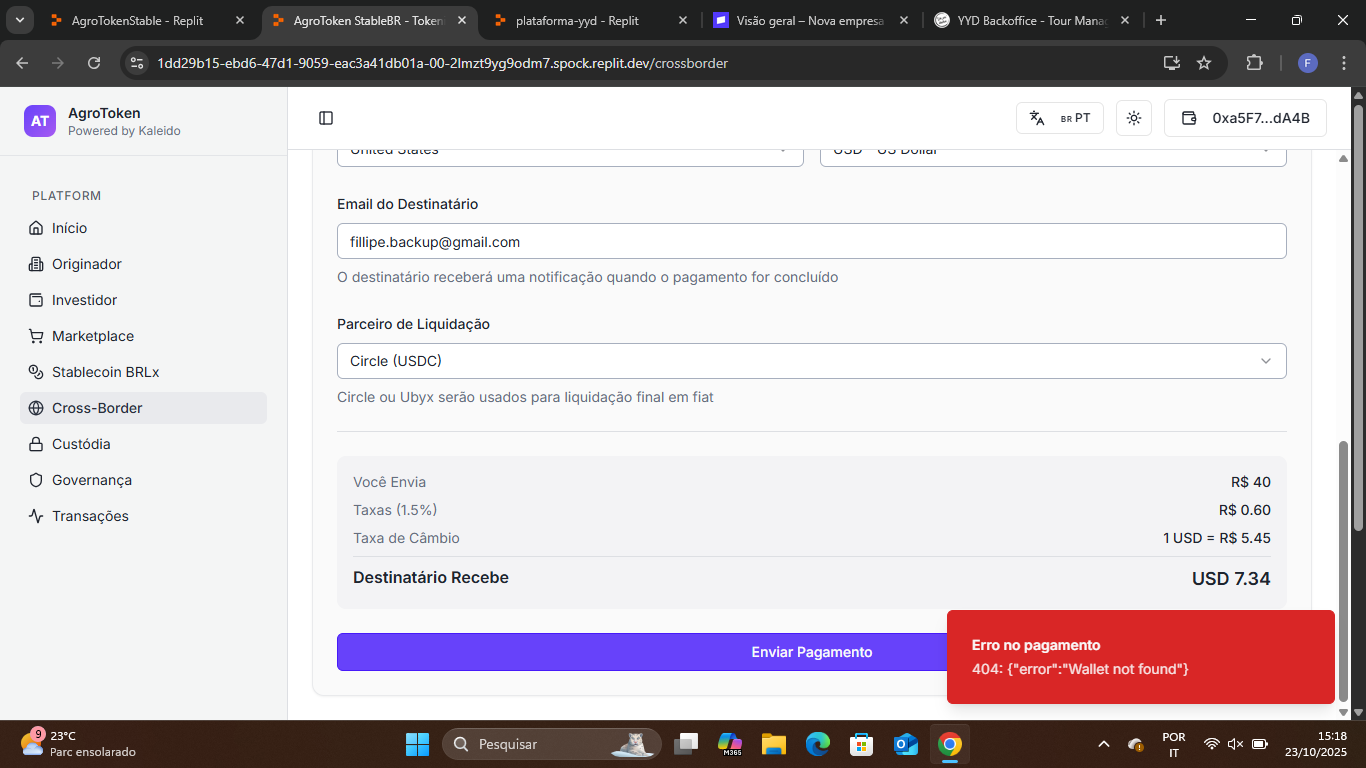 AgroTokenStable - Replit
AgroToken StableBR - Token
plataforma-yyd - Replit
Visão geral – Nova empresa
YYD Backoffice - Tour Manag
1dd29b15-ebd6-47d1-9059-eac3a41db01a-00-2lmzt9yg9odm7.spock.replit.dev/crossborder
F
AT
AgroToken
Powered by Kaleido
BR PT
0xa5F7...dA4B
PLATFORM
Início
Originador
Investidor
Marketplace
Stablecoin BRLx
Cross-Border
Custódia
Governança
Transações
United States
USD - US Dollar
Email do Destinatário
fillipe.backup@gmail.com
O destinatário receberá uma notificação quando o pagamento for concluído
Parceiro de Liquidação
Circle (USDC)
Circle ou Ubyx serão usados para liquidação final em fiat
Você Envia R$ 40
Taxas (1.5%) R$ 0.60
Taxa de Câmbio 1 USD = R$ 5.45
Destinatário Recebe USD 7.34
Enviar Pagamento
Erro no pagamento
404: {"error":"Wallet not found"}
9
23°C
Parc ensolarado
Pesquisar
M365
POR
IT
15:18
23/10/2025